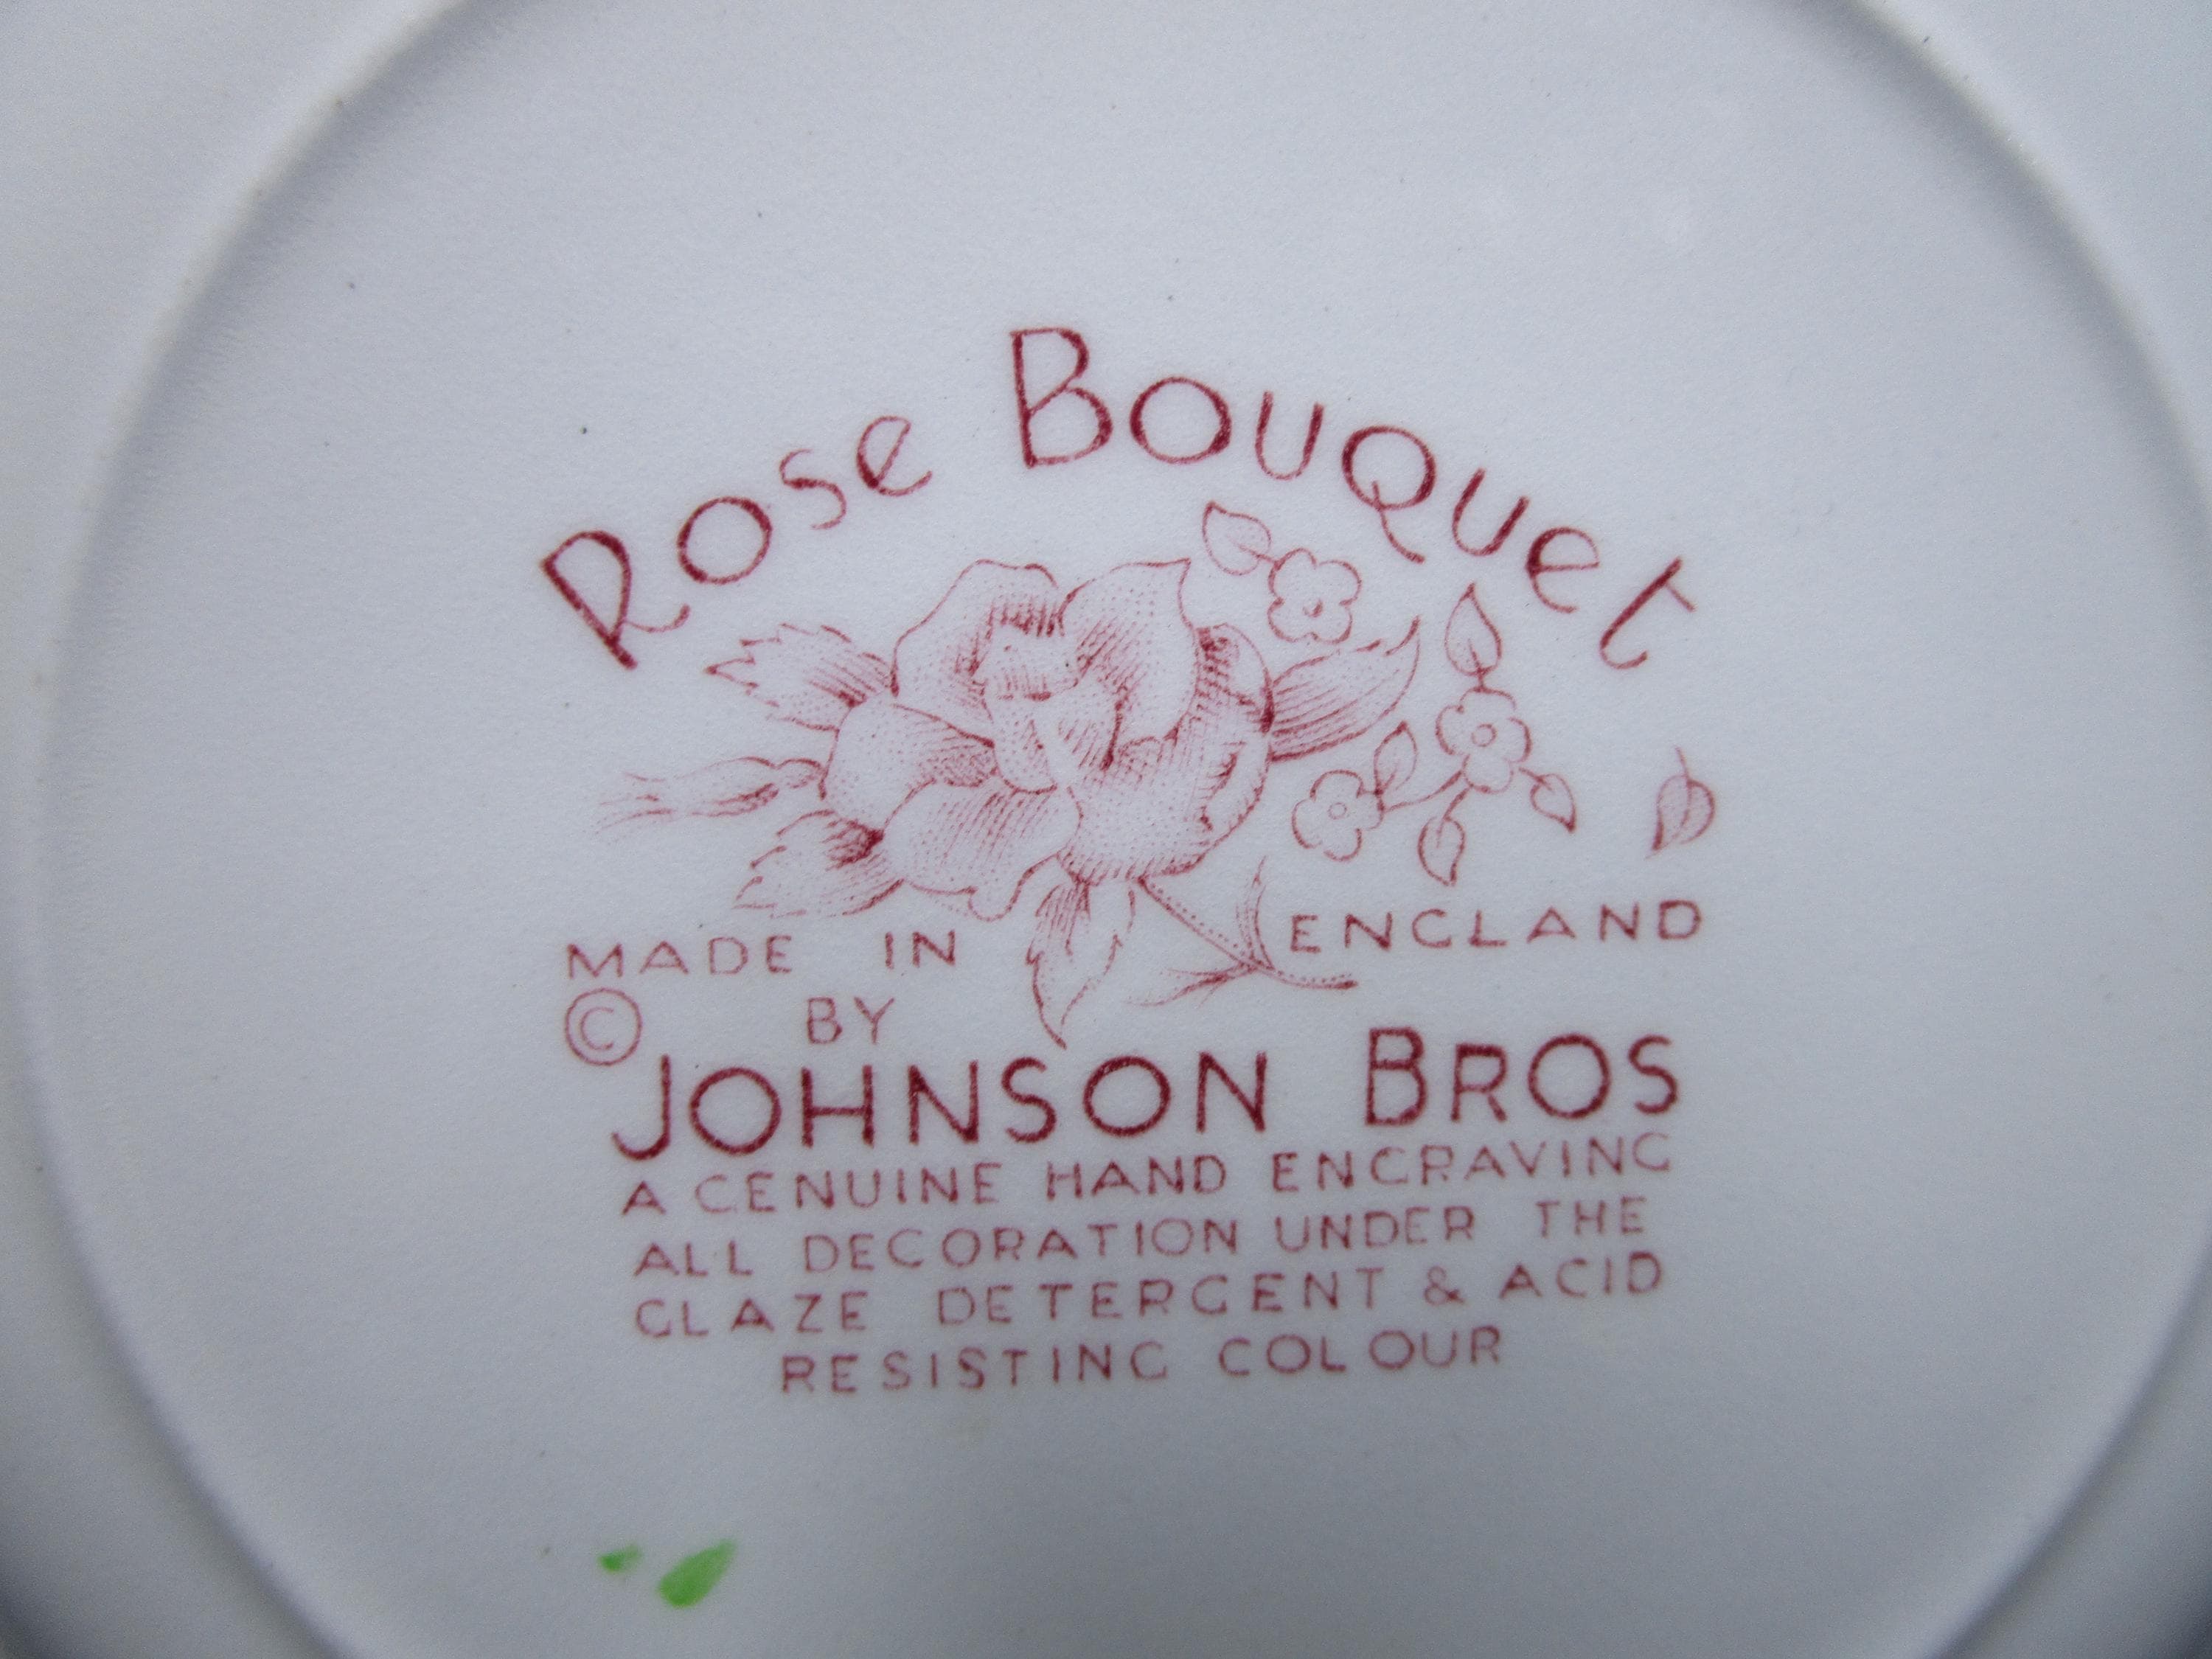 Rose Bouquet
MADE IN ENGLAND
© BY
JOHNSON BROS
A GENUINE HAND ENGRAVING
ALL DECORATION UNDER THE
GLAZE DETERGENT & ACID
RESISTING COLOUR